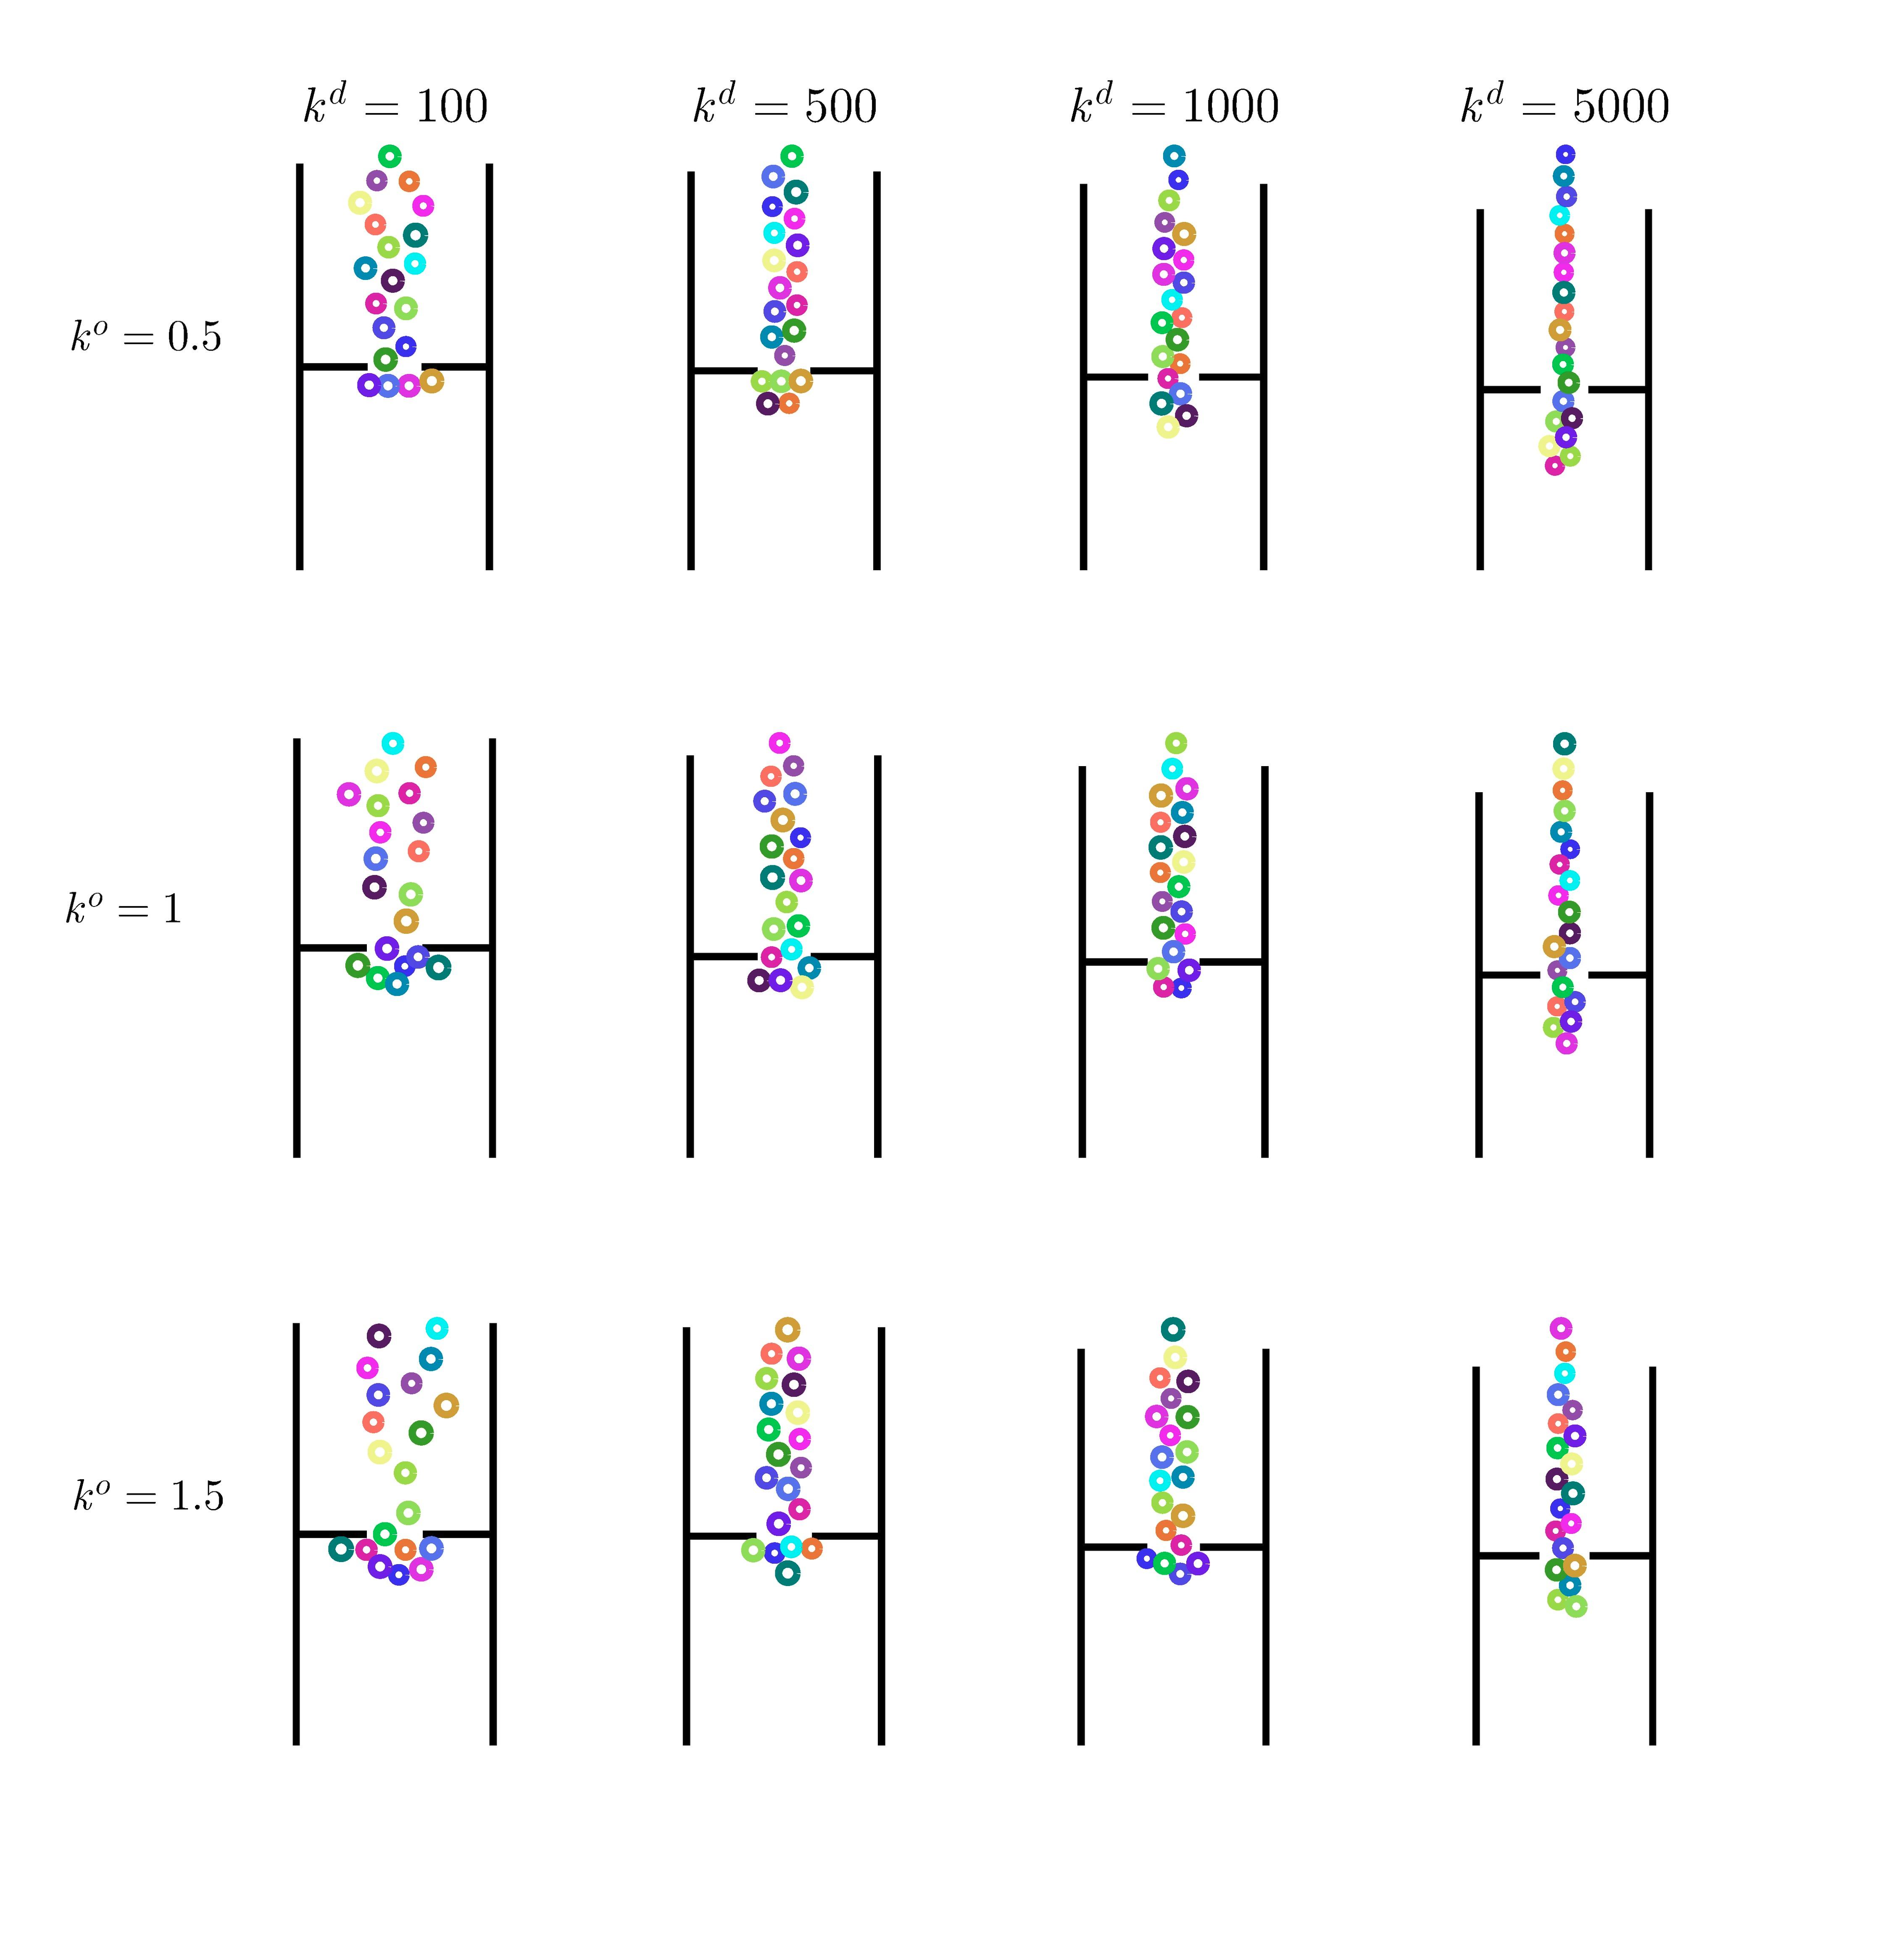 k^d = 100
k^d = 500
k^d = 1000
k^d = 5000
k^o = 0.5
k^o = 1
k^o = 1.5